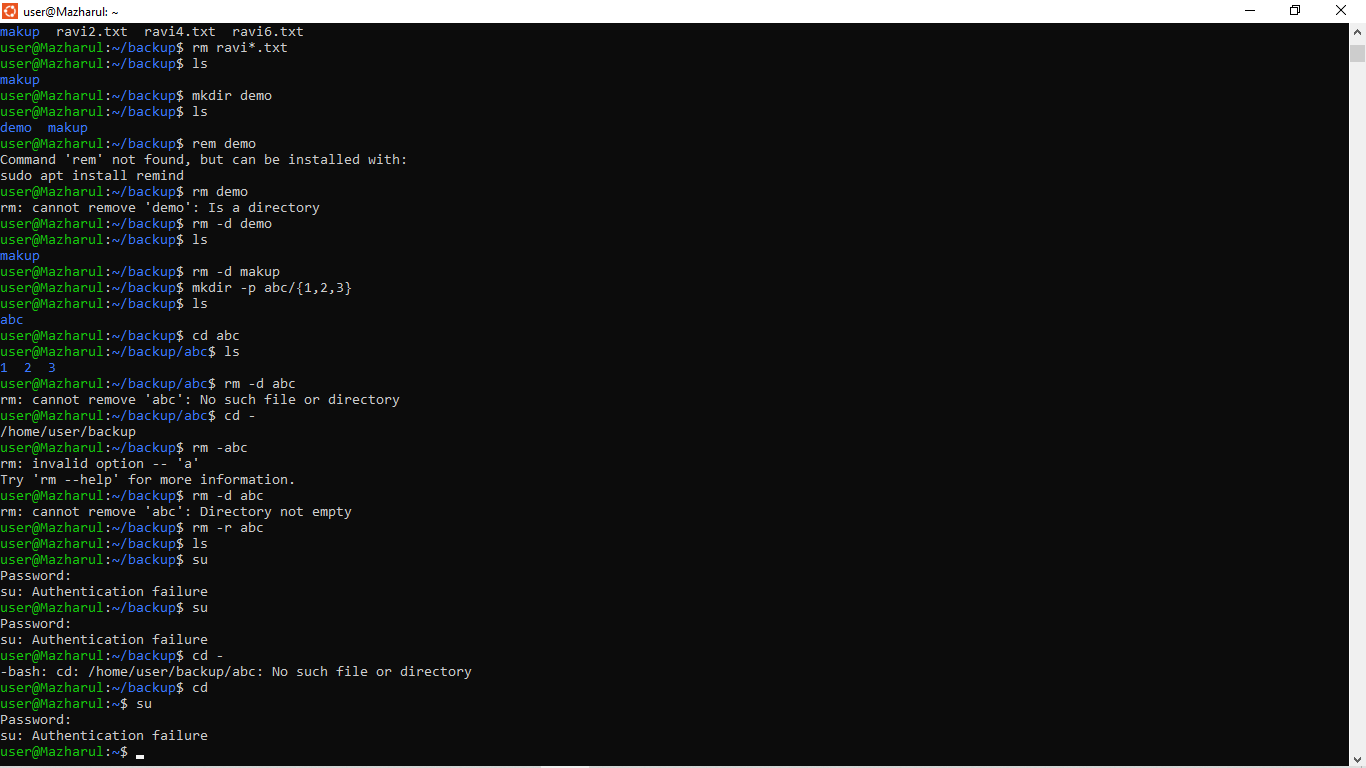 user@Mazharul: ~
makup  ravi2.txt  ravi4.txt  ravi6.txt
user@Mazharul:~/backup$ rm ravi*.txt
user@Mazharul:~/backup$ ls
makup
user@Mazharul:~/backup$ mkdir demo
user@Mazharul:~/backup$ ls
demo  makup
user@Mazharul:~/backup$ rem demo
Command 'rem' not found, but can be installed with:
sudo apt install remind
user@Mazharul:~/backup$ rm demo
rm: cannot remove 'demo': Is a directory
user@Mazharul:~/backup$ rm -d demo
user@Mazharul:~/backup$ ls
makup
user@Mazharul:~/backup$ rm -d makup
user@Mazharul:~/backup$ mkdir -p abc/{1,2,3}
user@Mazharul:~/backup$ ls
abc
user@Mazharul:~/backup$ cd abc
user@Mazharul:~/backup/abc$ ls
1  2  3
user@Mazharul:~/backup/abc$ rm -d abc
rm: cannot remove 'abc': No such file or directory
user@Mazharul:~/backup/abc$ cd -
/home/user/backup
user@Mazharul:~/backup$ rm -abc
rm: invalid option -- 'a'
Try 'rm --help' for more information.
user@Mazharul:~/backup$ rm -d abc
rm: cannot remove 'abc': Directory not empty
user@Mazharul:~/backup$ rm -r abc
user@Mazharul:~/backup$ ls
user@Mazharul:~/backup$ su
Password:
su: Authentication failure
user@Mazharul:~/backup$ su
Password:
su: Authentication failure
user@Mazharul:~/backup$ cd -
-bash: cd: /home/user/backup/abc: No such file or directory
user@Mazharul:~/backup$ cd
user@Mazharul:~$ su
Password:
su: Authentication failure
user@Mazharul:~$